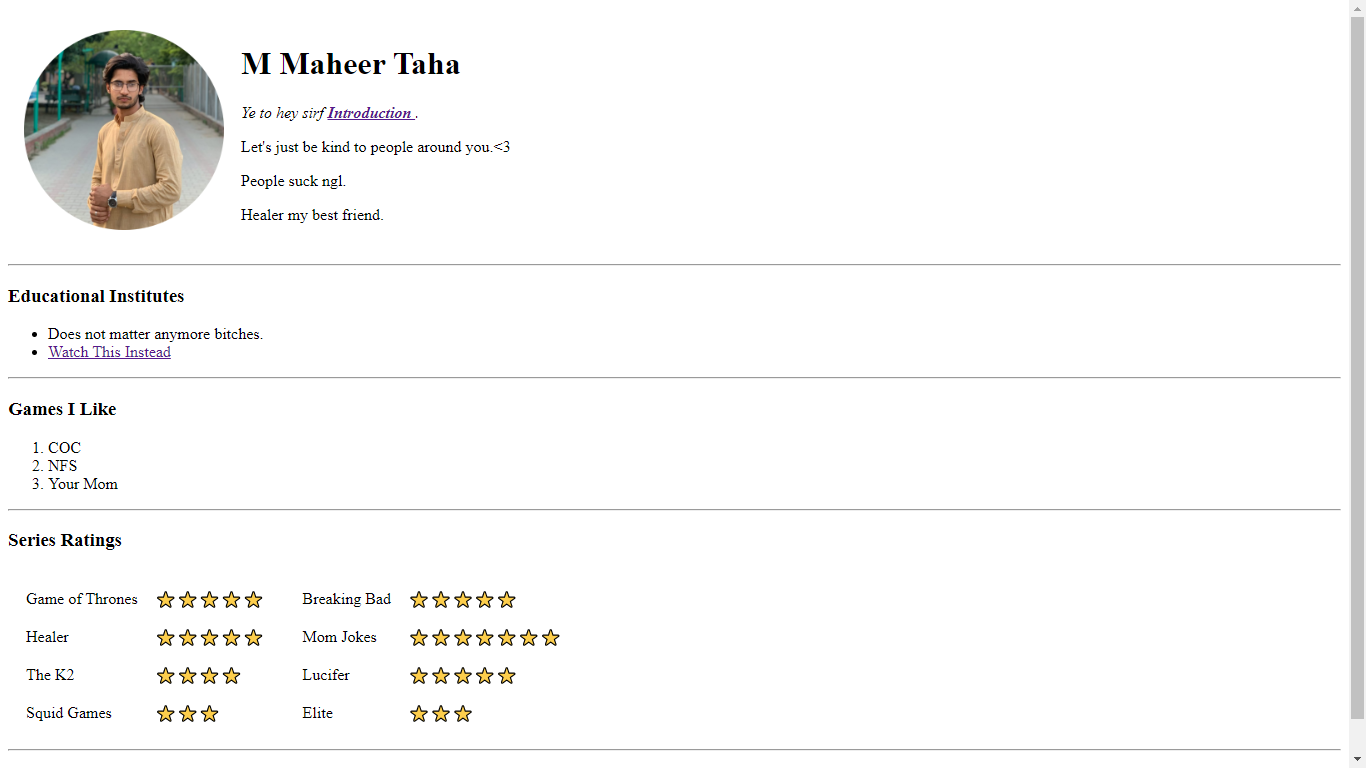 M Maheer Taha
Ye to hey sirf Introduction .
Let's just be kind to people around you.<3
People suck ngl.
Healer my best friend.
Educational Institutes
Does not matter anymore bitches.
Watch This Instead
Games I Like
1. COC
2. NFS
3. Your Mom
Series Ratings
Game of Thrones ⭐⭐⭐⭐⭐ Breaking Bad ⭐⭐⭐⭐⭐
Healer ⭐⭐⭐⭐⭐ Mom Jokes ⭐⭐⭐⭐⭐⭐⭐
The K2 ⭐⭐⭐⭐ Lucifer ⭐⭐⭐⭐⭐
Squid Games ⭐⭐⭐ Elite ⭐⭐⭐